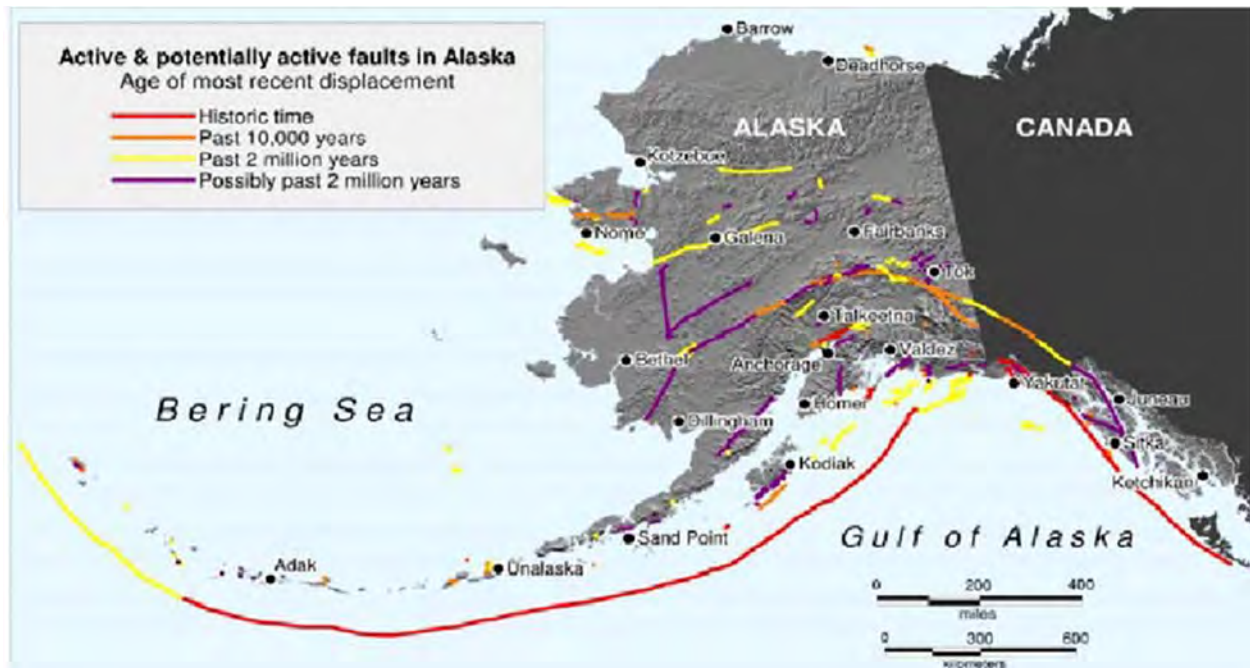 Active & potentially active faults in Alaska
Age of most recent displacement
Historic time
Past 10,000 years
Past 2 million years
Possibly past 2 million years
Barrow
Deadhorse
ALASKA
CANADA
Kotzebue
Nome
Galena
Fairbanks
Tok
Talkeetna
Bethel
Anchorage
Valdez
Yakutat
Juneau
Bering Sea
Homer
Dillingham
Sitka
Kodiak
Ketchikan
Sand Point
Gulf of Alaska
Adak
Unalaska
0 200 400
miles
0 300 600
kilometers